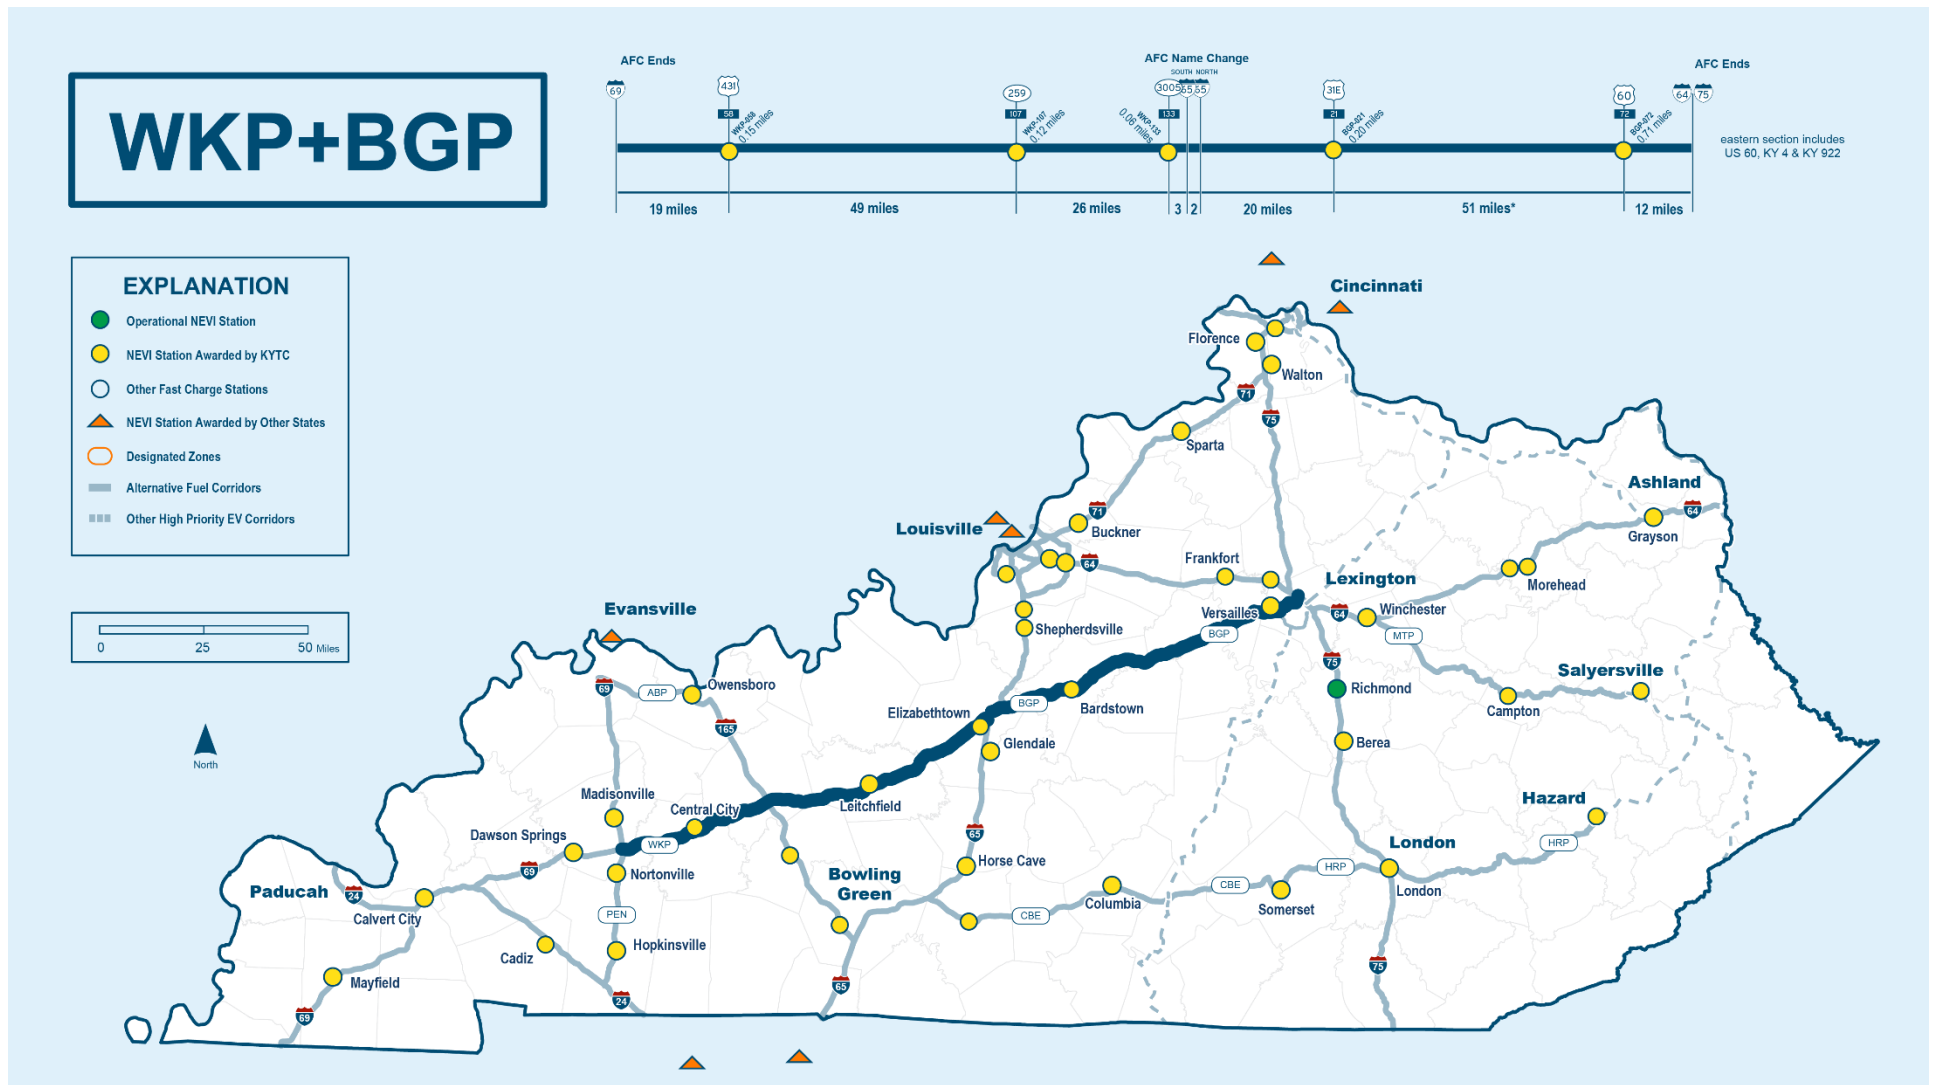 WKP+BGP
AFC Ends
AFC Name Change
AFC Ends
SOUTH NORTH
69
431
259
3005
65
65
31E
60
64
75
58
107
133
21
72
WKP-058
0.15 miles
WKP-107
0.12 miles
WKP-133
0.06 miles
BGP-021
0.20 miles
BGP-072
0.71 miles
eastern section includes
US 60, KY 4 & KY 922
19 miles
49 miles
26 miles
3
2
20 miles
51 miles*
12 miles
EXPLANATION
Operational NEVI Station
NEVI Station Awarded by KYTC
Other Fast Charge Stations
NEVI Station Awarded by Other States
Designated Zones
Alternative Fuel Corridors
Other High Priority EV Corridors
0 25 50 Miles
North
Cincinnati
Florence
Walton
71
75
Sparta
Ashland
64
Grayson
71
Buckner
Louisville
64
Frankfort
Lexington
Morehead
Versailles
64
Winchester
Evansville
Shepherdsville
BGP
MTP
75
Salyersville
69
ABP
Owensboro
Richmond
Elizabethtown
BGP
Bardstown
Campton
165
Glendale
Berea
Madisonville
Central City
Leitchfield
Hazard
Dawson Springs
WKP
65
HRP
London
69
Nortonville
Bowling
Green
Horse Cave
HRP
Paducah
24
Calvert City
PEN
CBE
Columbia
CBE
Somerset
London
Cadiz
Hopkinsville
75
Mayfield
65
24
69